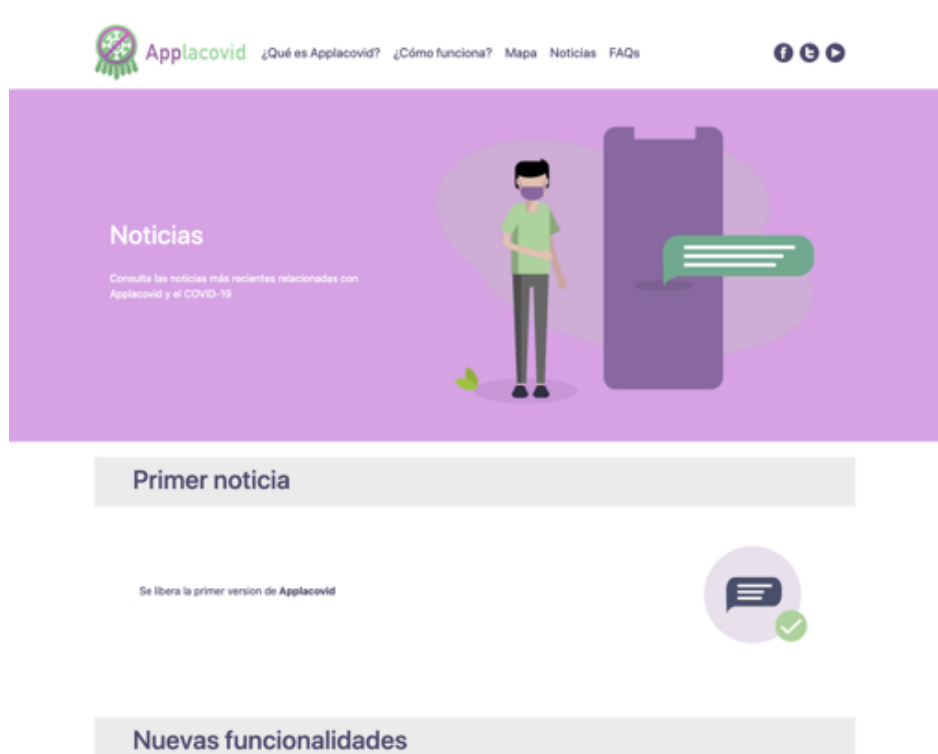 Applacovid ¿Qué es Applacovid? ¿Cómo funciona? Mapa Noticias FAQs
Noticias
Consulta las noticias más recientes relacionadas con
Applacovid y el COVID-19
Primer noticia
Se libera la primer version de Applacovid
Nuevas funcionalidades